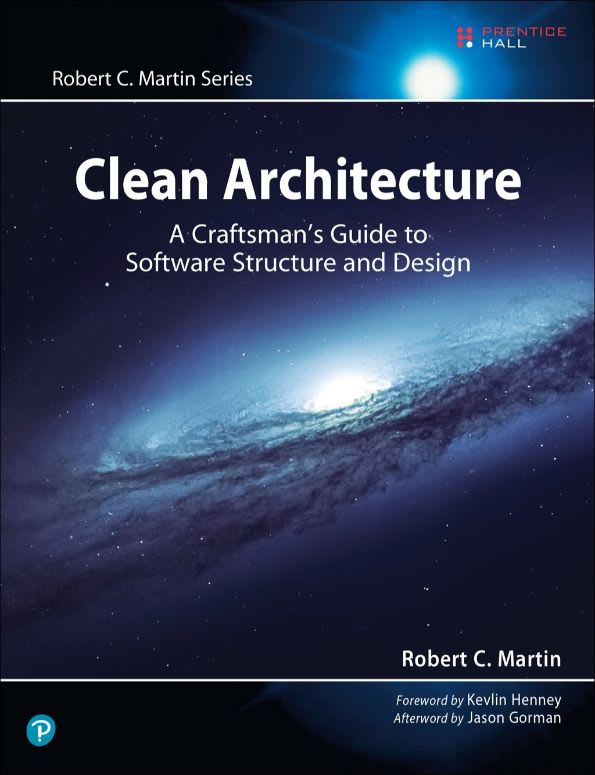 PRENTICE
HALL
Robert C. Martin Series
Clean Architecture
A Craftsman's Guide to
Software Structure and Design
Robert C. Martin
Foreword by Kevlin Henney
Afterword by Jason Gorman
P